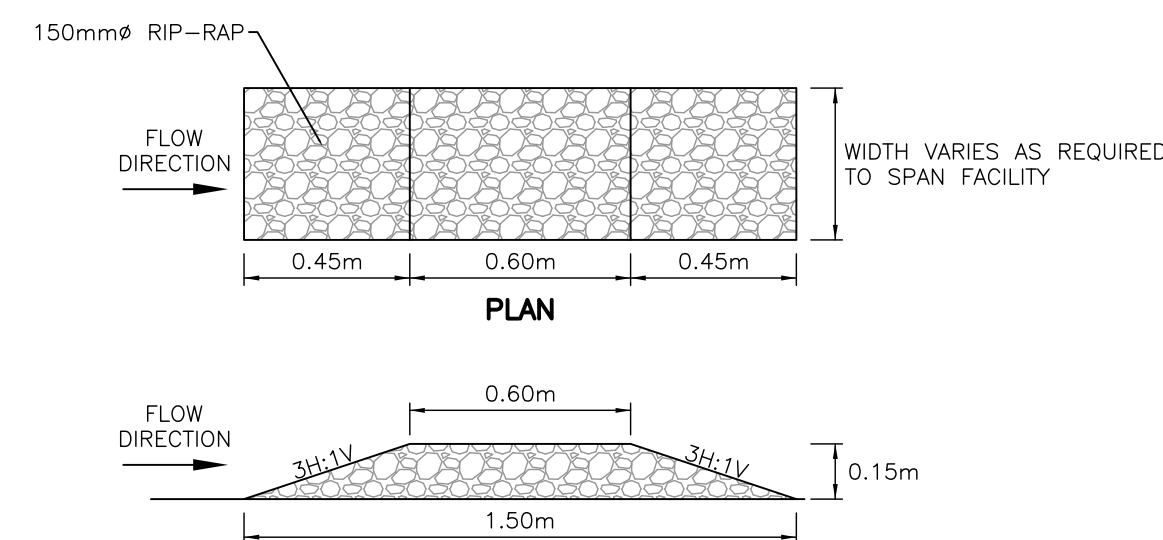 150mmø RIP-RAP
FLOW
DIRECTION
WIDTH VARIES AS REQUIRED
TO SPAN FACILITY
0.45m
0.60m
0.45m
PLAN
0.60m
FLOW
DIRECTION
3H:1V
3H:1V
0.15m
1.50m